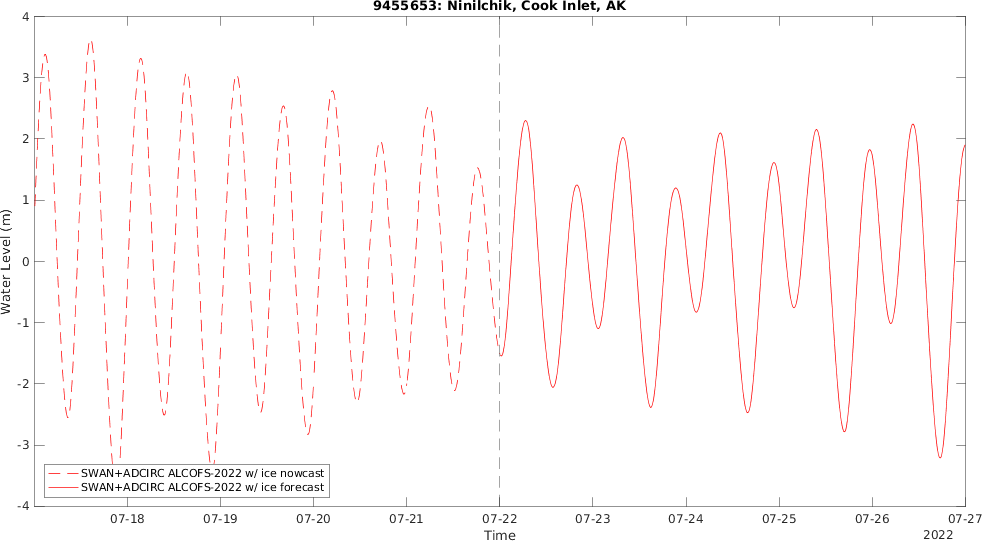 9455653: Ninilchik, Cook Inlet, AK
4
3
2
1
0
-1
-2
-3
-4
Water Level (m)
SWAN+ADCIRC ALCOFS-2022 w/ ice nowcast
SWAN+ADCIRC ALCOFS-2022 w/ ice forecast
07-18 07-19 07-20 07-21 07-22 07-23 07-24 07-25 07-26 07-27
Time
2022